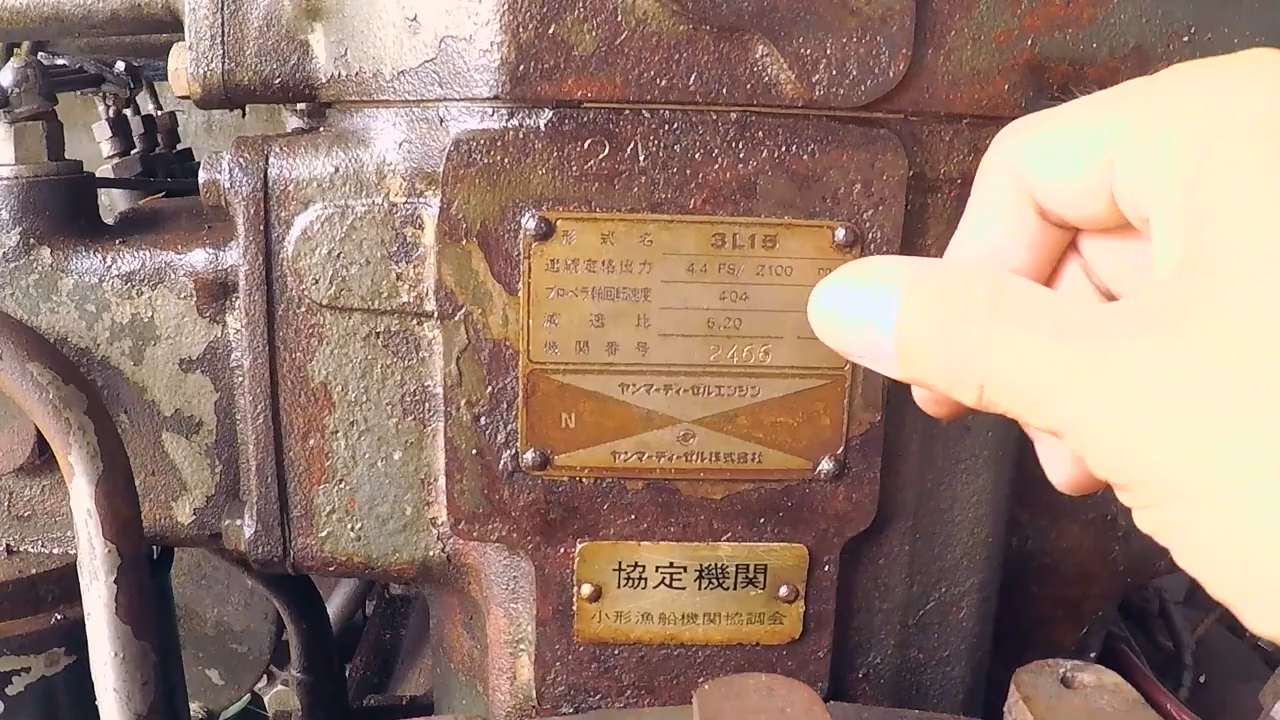 24
形式名 3L15
連続定格出力 44 PS/ 2100
プロペラ軸回転速度 404
減速比 5.20
機関番号 2466
ヤンマーディーゼルエンジン
N
ヤンマーディーゼル株式会社
協定機関
小形漁船機関協調会